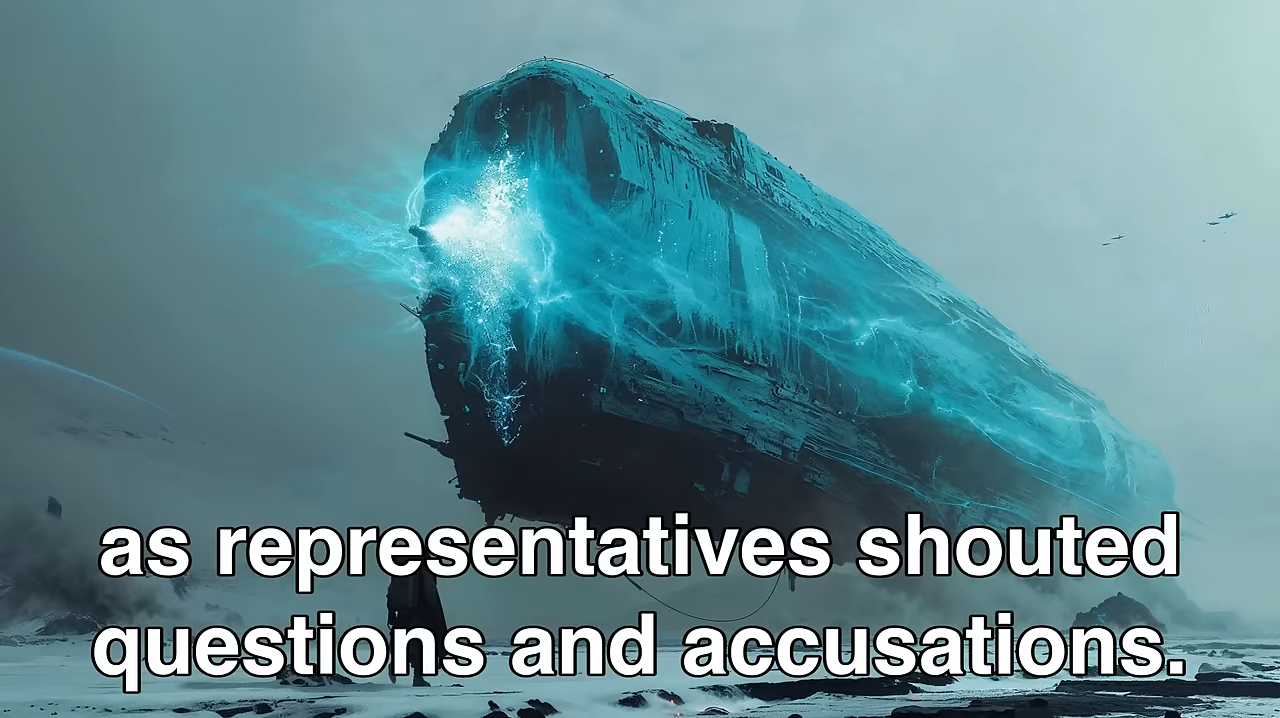 as representatives shouted
questions and accusations.